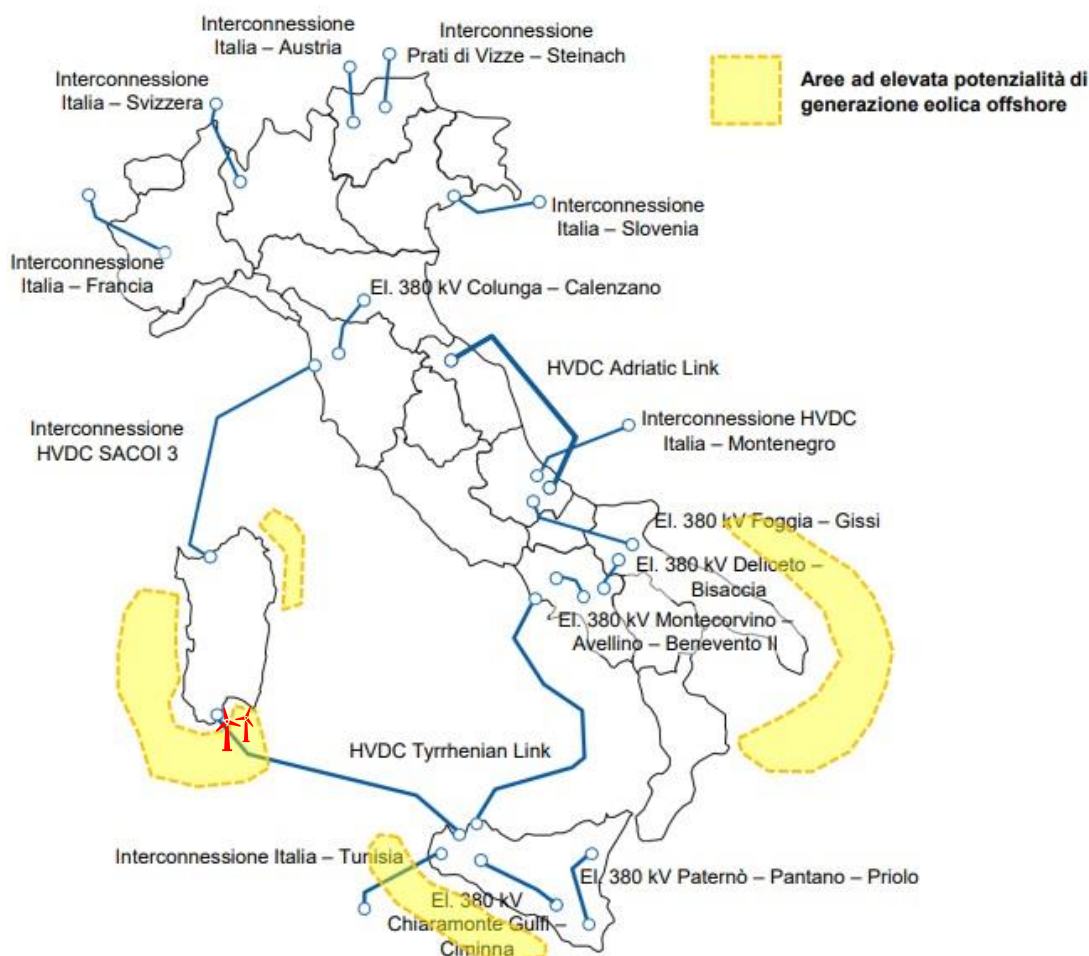 Interconnessione
Italia – Austria
Interconnessione
Prati di Vizze – Steinach
Interconnessione
Italia – Svizzera
Aree ad elevata potenzialità di
generazione eolica offshore
Interconnessione
Italia – Slovenia
Interconnessione
Italia – Francia
El. 380 kV Colunga – Calenzano
HVDC Adriatic Link
Interconnessione HVDC
Italia – Montenegro
Interconnessione
HVDC SACOI 3
El. 380 kV Foggia – Gissi
El. 380 kV Deliceto –
Bisaccia
El. 380 kV Montecorvino –
Avellino – Benevento II
HVDC Tyrrhenian Link
Interconnessione Italia – Tunisia
El. 380 kV Paternò – Pantano – Priolo
El. 380 kV
Chiaramonte Gulfi –
Ciminna